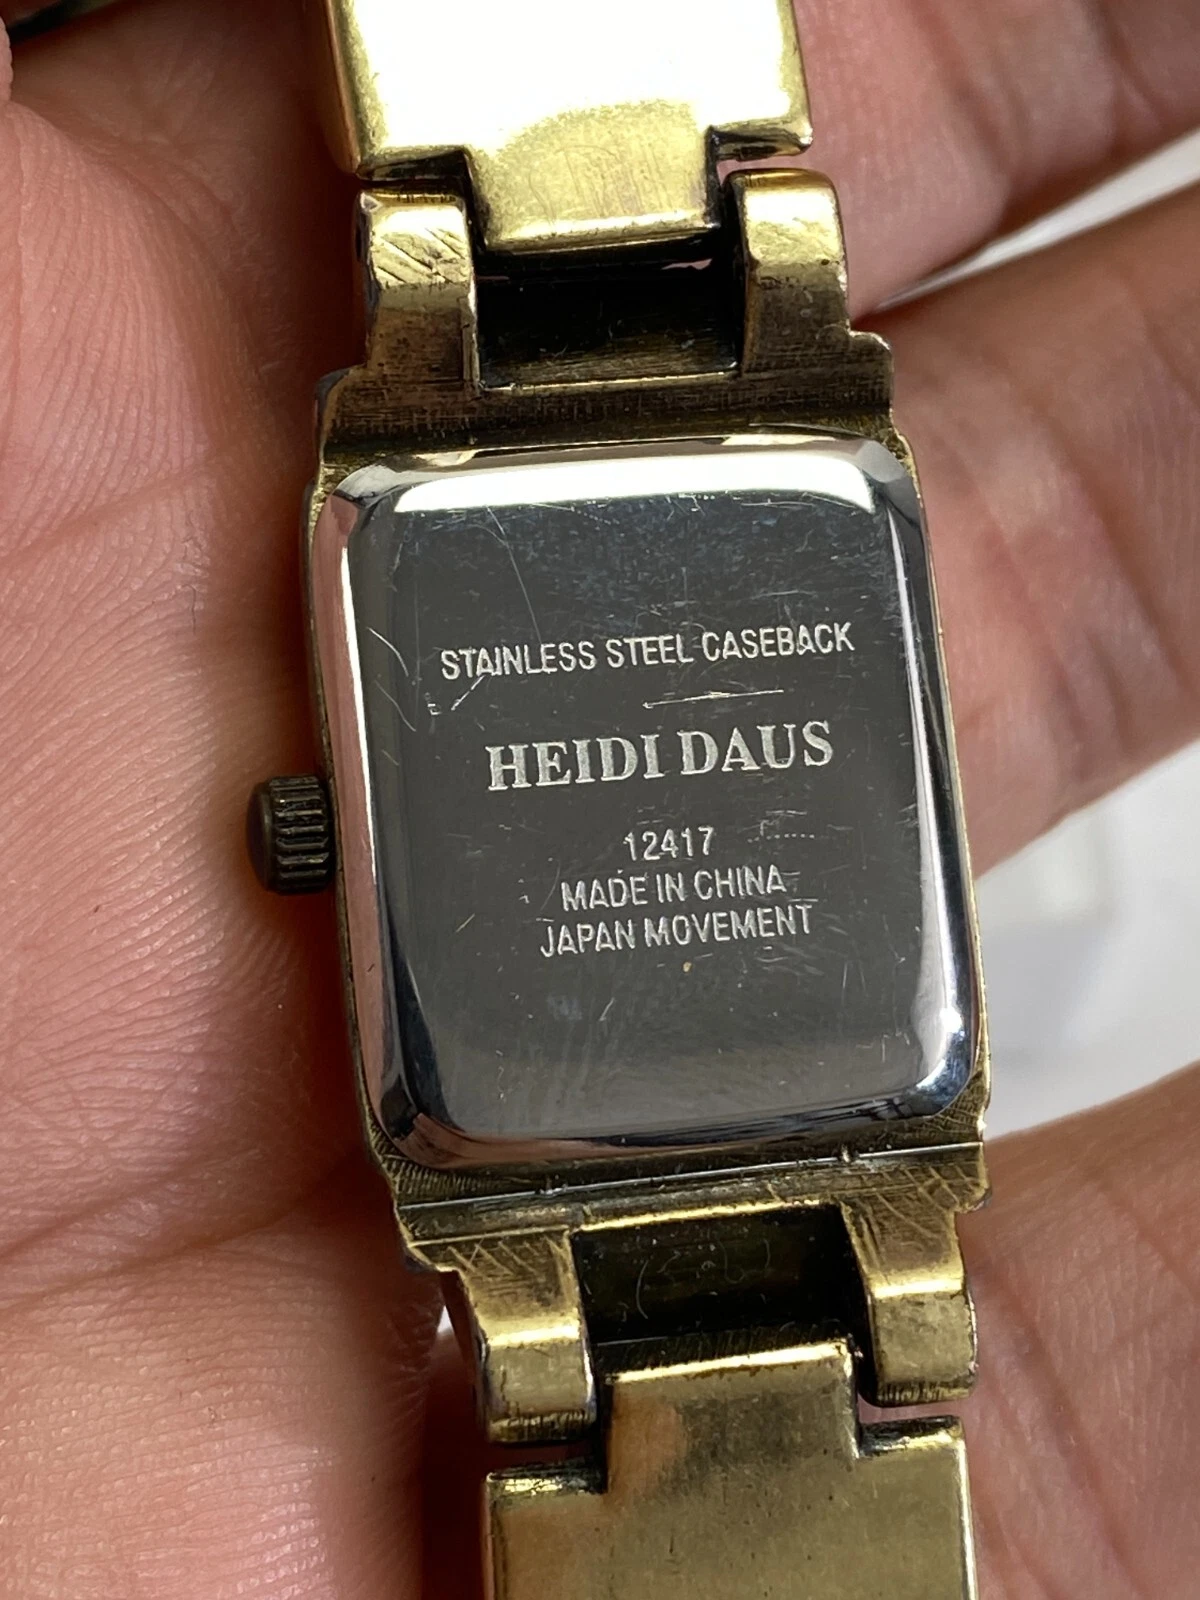 STAINLESS STEEL CASEBACK
HEIDI DAUS
12417
MADE IN CHINA
JAPAN MOVEMENT